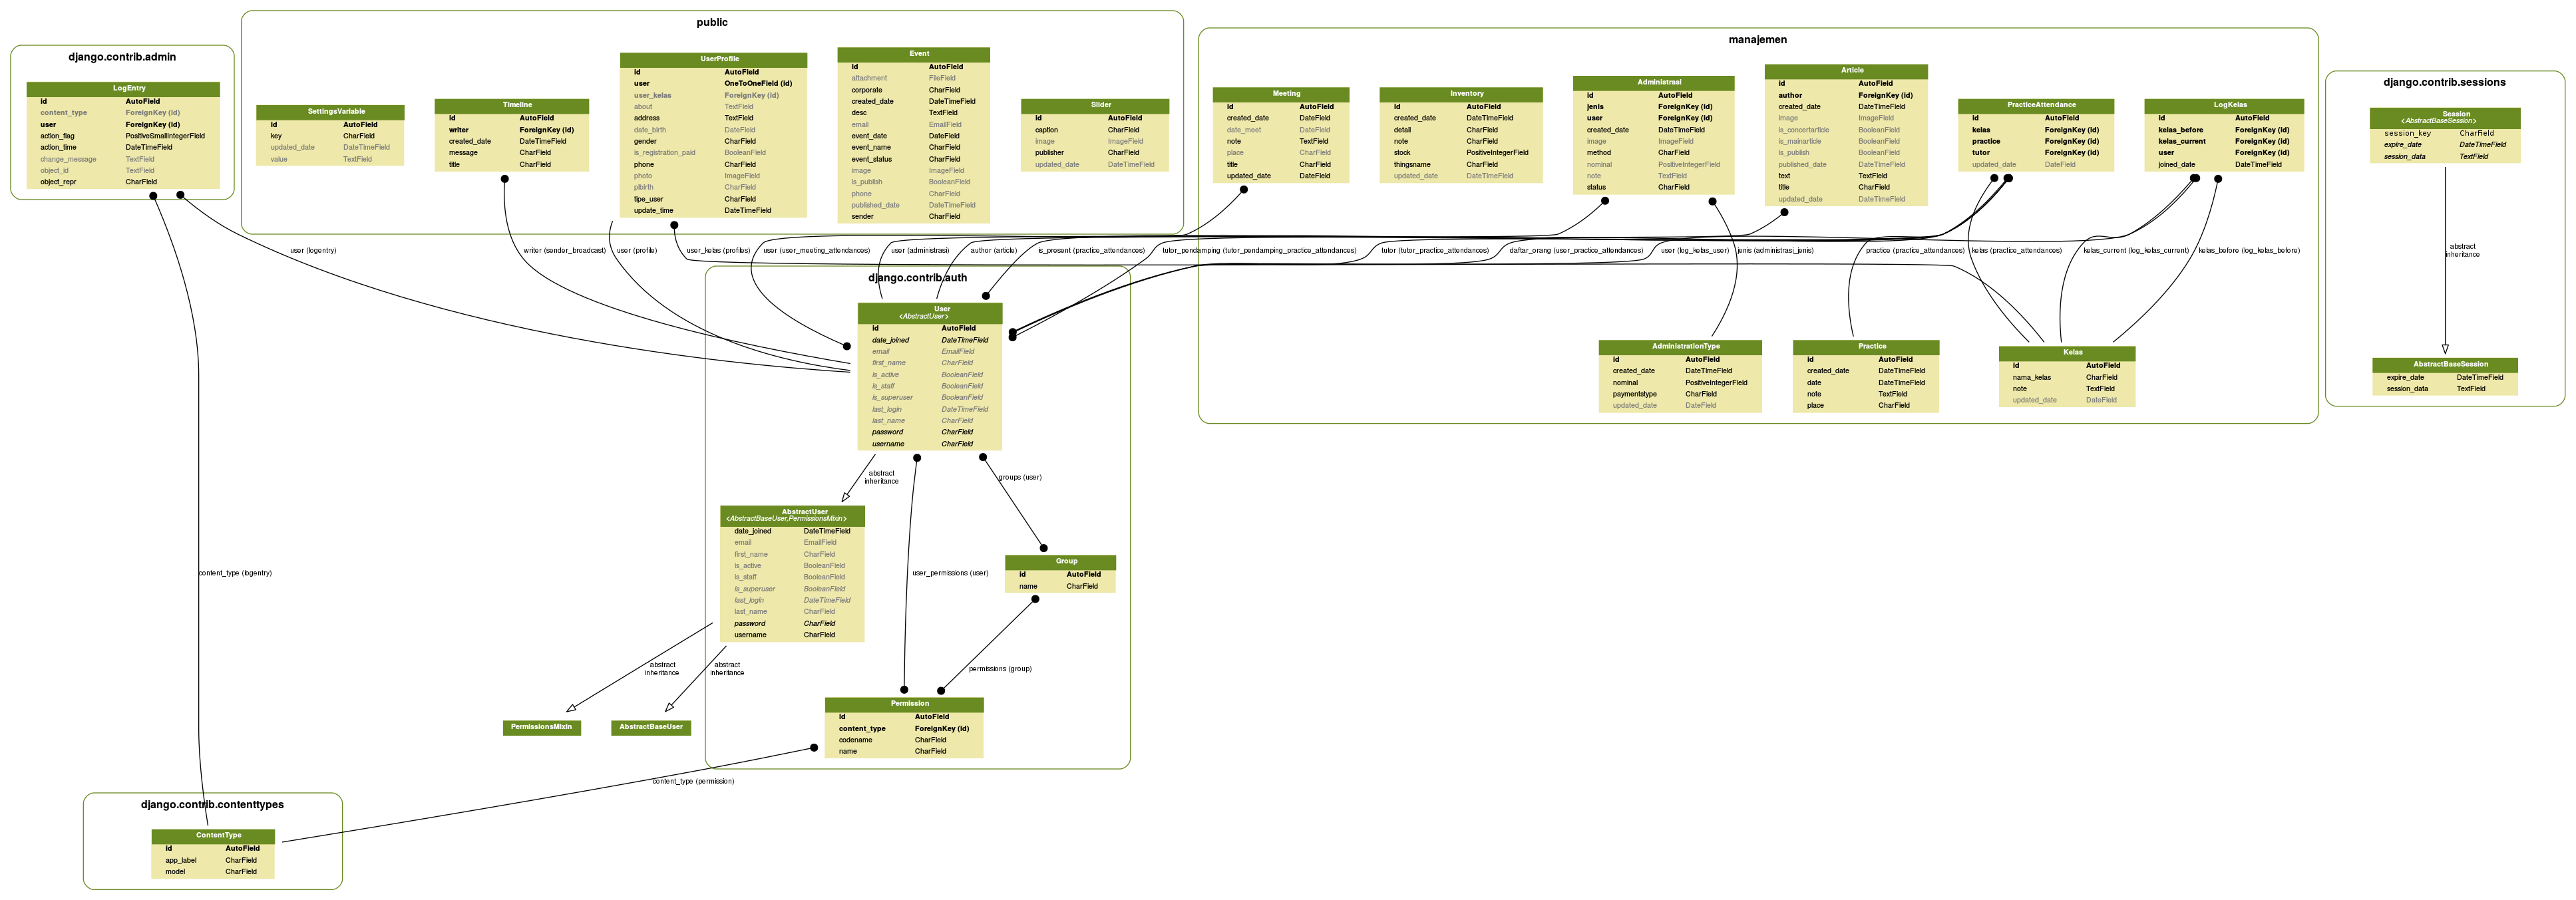 public
django.contrib.admin
LogEntry
id AutoField
content_type ForeignKey (id)
user ForeignKey (id)
action_flag PositiveSmallIntegerField
action_time DateTimeField
change_message TextField
object_id TextField
object_repr CharField
SettingsVariable
id AutoField
key CharField
updated_date DateTimeField
value TextField
Timeline
id AutoField
writer ForeignKey (id)
created_date DateTimeField
message CharField
title CharField
UserProfile
id AutoField
user OneToOneField (id)
user_kelas ForeignKey (id)
about TextField
address TextField
date_birth DateField
gender CharField
is_registration_paid BooleanField
phone CharField
photo ImageField
plbirth CharField
tipe_user CharField
update_time DateTimeField
Event
id AutoField
attachment FileField
corporate CharField
created_date DateTimeField
desc TextField
email EmailField
event_date DateField
event_name CharField
event_status CharField
image ImageField
is_publish BooleanField
phone CharField
published_date DateTimeField
sender CharField
Slider
id AutoField
caption CharField
image ImageField
publisher CharField
updated_date DateTimeField
manajemen
Meeting
id AutoField
created_date DateField
date_meet DateField
note TextField
place CharField
title CharField
updated_date DateField
Inventory
id AutoField
created_date DateTimeField
detail CharField
note CharField
stock PositiveIntegerField
thingsname CharField
updated_date DateTimeField
Administrasi
id AutoField
jenis ForeignKey (id)
user ForeignKey (id)
created_date DateTimeField
image ImageField
method CharField
nominal PositiveIntegerField
note TextField
status CharField
Article
id AutoField
author ForeignKey (id)
created_date DateTimeField
image ImageField
is_concertarticle BooleanField
is_mainarticle BooleanField
is_publish BooleanField
published_date DateTimeField
text TextField
title CharField
updated_date DateTimeField
PracticeAttendance
id AutoField
kelas ForeignKey (id)
practice ForeignKey (id)
tutor ForeignKey (id)
updated_date DateField
LogKelas
id AutoField
kelas_before ForeignKey (id)
kelas_current ForeignKey (id)
user ForeignKey (id)
joined_date DateTimeField
django.contrib.sessions
Session
<AbstractBaseSession>
session_key CharField
expire_date DateTimeField
session_data TextField
user (logentry)
writer (sender_broadcast)
user (profile)
user_kelas (profiles)
user (user_meeting_attendances)
user (administrasi)
author (article)
is_present (practice_attendances)
tutor_pendamping (tutor_pendamping_practice_attendances)
tutor (tutor_practice_attendances)
daftar_orang (user_practice_attendances)
user (log_kelas_user)
jenis (administrasi_jenis)
practice (practice_attendances)
kelas (practice_attendances)
kelas_current (log_kelas_current)
kelas_before (log_kelas_before)
abstract
inheritance
django.contrib.auth
User
<AbstractUser>
id AutoField
date_joined DateTimeField
email EmailField
first_name CharField
is_active BooleanField
is_staff BooleanField
is_superuser BooleanField
last_login DateTimeField
last_name CharField
password CharField
username CharField
AdministrationType
id AutoField
created_date DateTimeField
nominal PositiveIntegerField
paymentstype CharField
updated_date DateField
Practice
id AutoField
created_date DateTimeField
date DateTimeField
note TextField
place CharField
Kelas
id AutoField
nama_kelas CharField
note TextField
updated_date DateField
AbstractBaseSession
expire_date DateTimeField
session_data TextField
abstract
inheritance
groups (user)
AbstractUser
<AbstractBaseUser,PermissionsMixin>
date_joined DateTimeField
email EmailField
first_name CharField
is_active BooleanField
is_staff BooleanField
is_superuser BooleanField
last_login DateTimeField
last_name CharField
password CharField
username CharField
Group
id AutoField
name CharField
content_type (logentry)
user_permissions (user)
abstract
inheritance
abstract
inheritance
permissions (group)
PermissionsMixin
AbstractBaseUser
Permission
id AutoField
content_type ForeignKey (id)
codename CharField
name CharField
content_type (permission)
django.contrib.contenttypes
ContentType
id AutoField
app_label CharField
model CharField